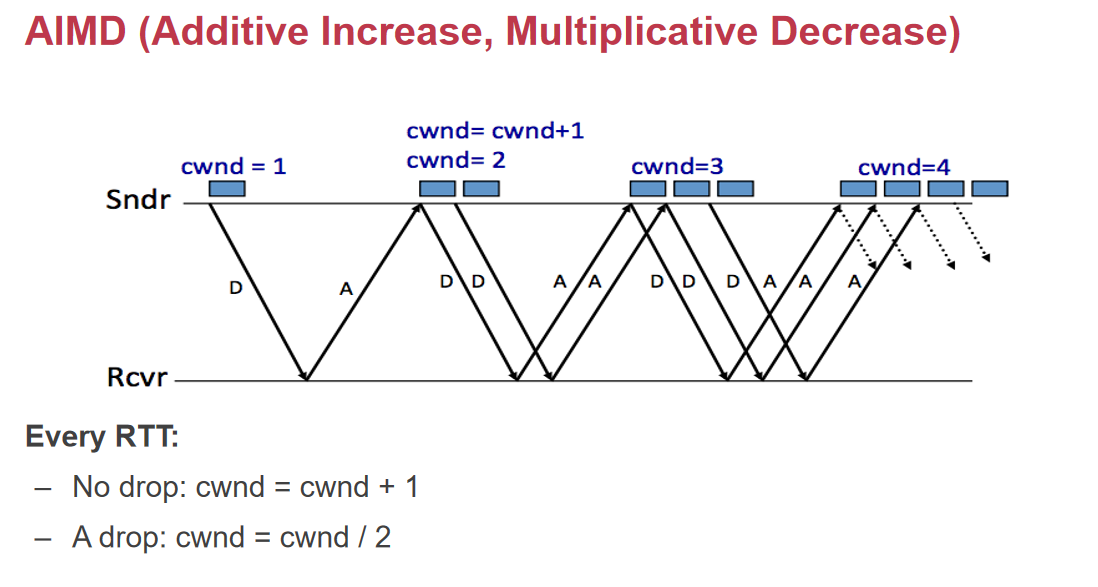 AIMD (Additive Increase, Multiplicative Decrease)
cwnd= cwnd+1
cwnd = 1
cwnd= 2
cwnd=3
cwnd=4
Sndr
D
A
D
D
A
A
D
D
D
A
A
A
Rcvr
Every RTT:
– No drop: cwnd = cwnd + 1
– A drop: cwnd = cwnd / 2